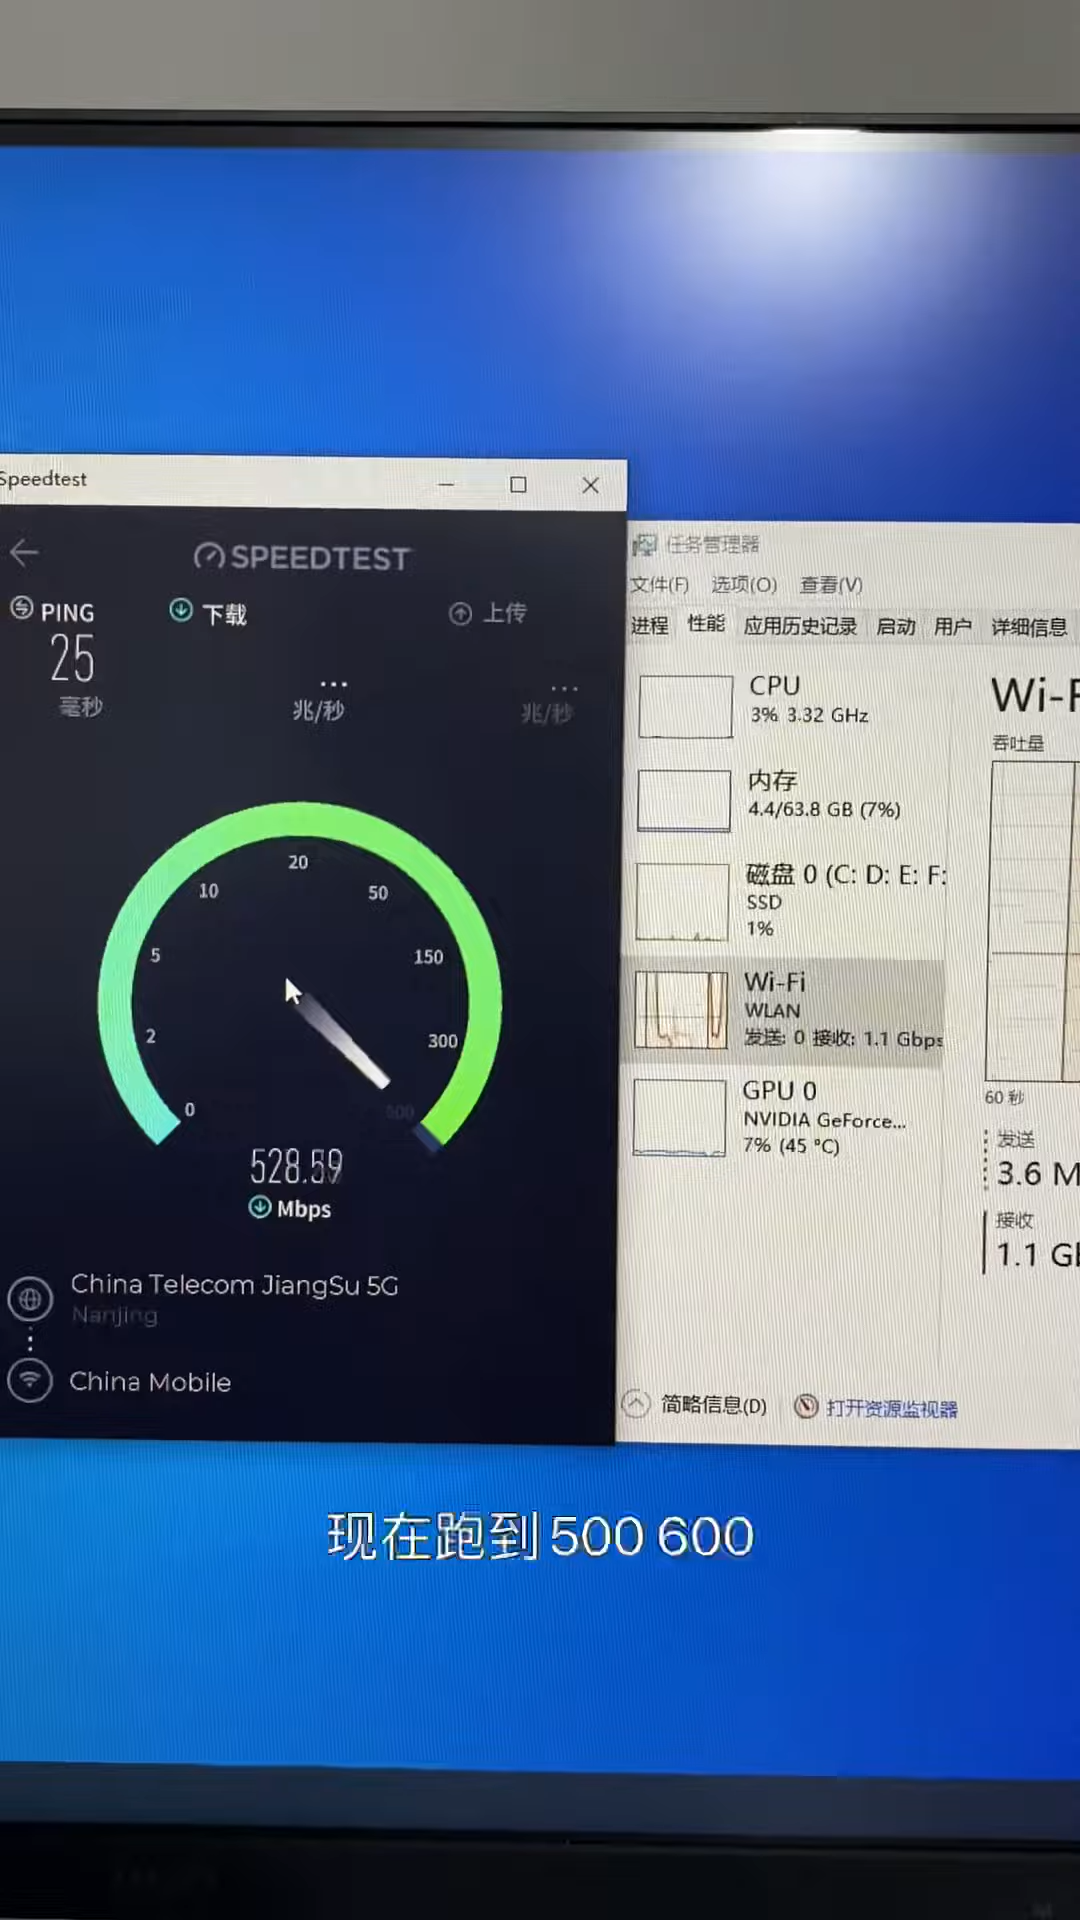 Speedtest
SPEEDTEST
PING
下载
上传
25
毫秒
...
兆/秒
...
兆/秒
0
2
5
10
20
50
150
300
500
528.59
Mbps
China Telecom JiangSu 5G
Nanjing
China Mobile
任务管理器
文件(F) 选项(O) 查看(V)
进程 性能 应用历史记录 启动 用户 详细信息
CPU
3% 3.32 GHz
内存
4.4/63.8 GB (7%)
磁盘 0 (C: D: E: F:
SSD
1%
Wi-Fi
WLAN
发送: 0 接收: 1.1 Gbps
GPU 0
NVIDIA GeForce...
7% (45 °C)
Wi-F
吞吐量
60 秒
发送
3.6 M
接收
1.1 Gb
简略信息(D)
打开资源监视器
现在跑到500 600